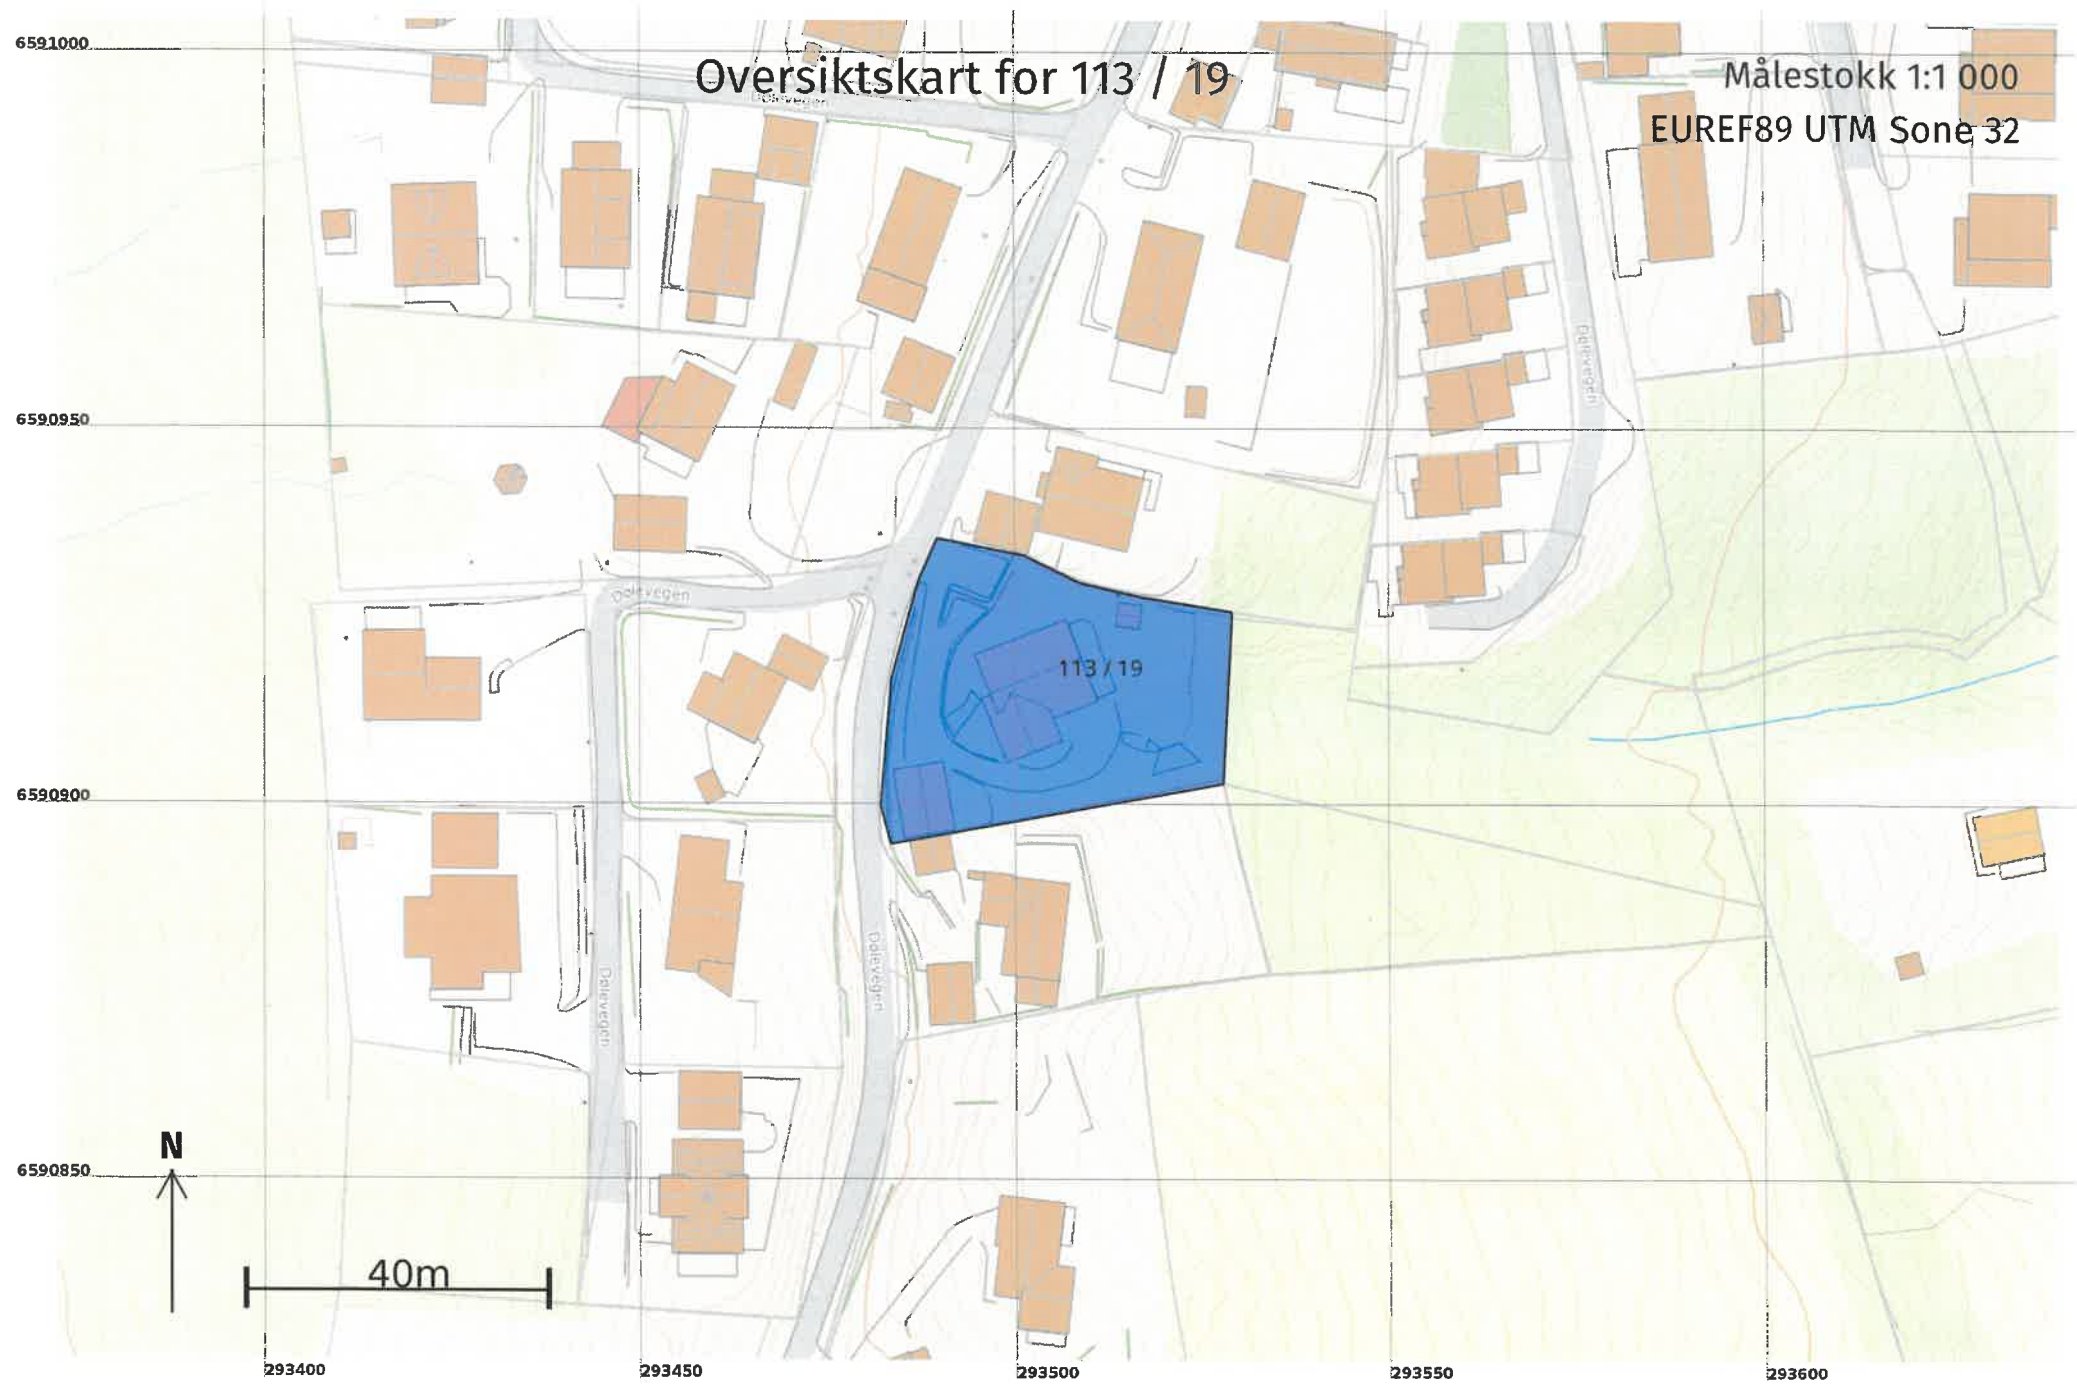 6591000
Oversiktskart for 113 / 19
Målestokk 1:1 000
EUREF89 UTM Sone 32
Dølevegen
Dølevegen
6590950
Dølevegen
113 / 19
6590900
Dølevegen
Dølevegen
N
6590850
40m
293400
293450
293500
293550
293600